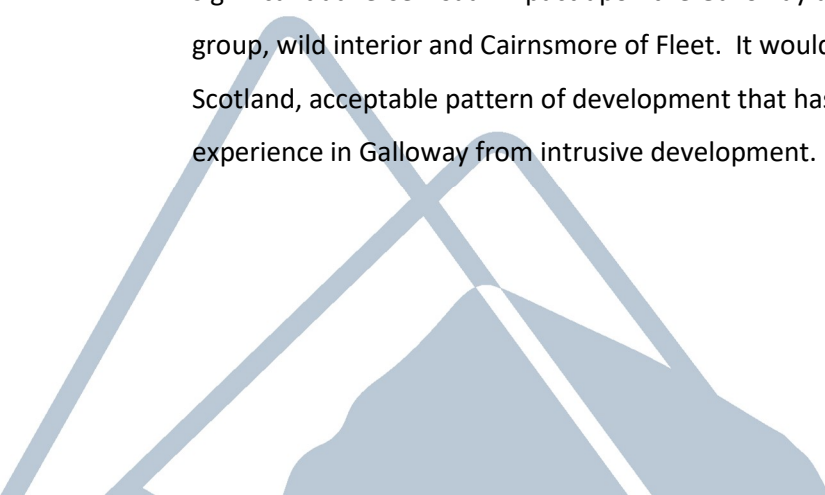 group, wild interior and Cairnsmore of Fleet. It would
Scotland, acceptable pattern of development that has
experience in Galloway from intrusive development.